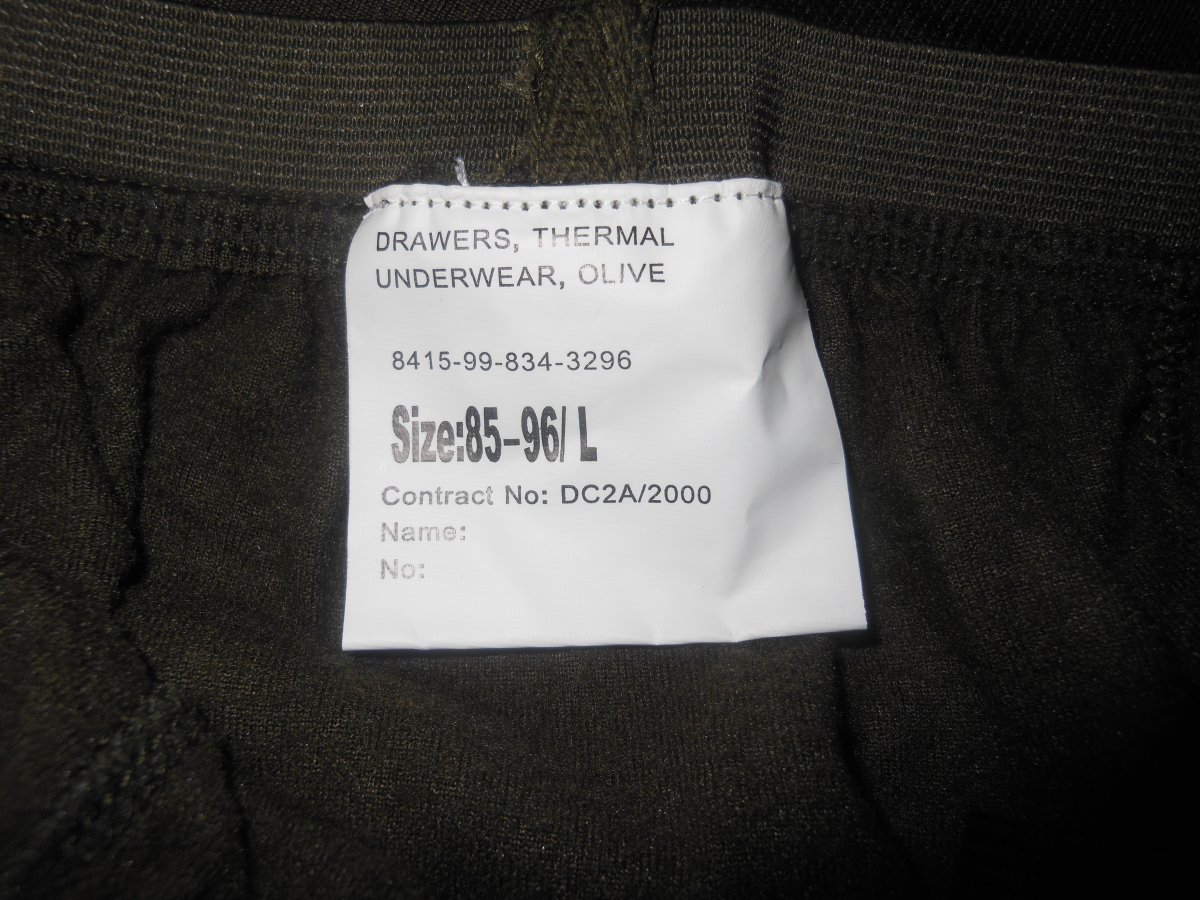 DRAWERS, THERMAL
UNDERWEAR, OLIVE
8415-99-834-3296
Size:85-96/ L
Contract No: DC2A/2000
Name:
No: